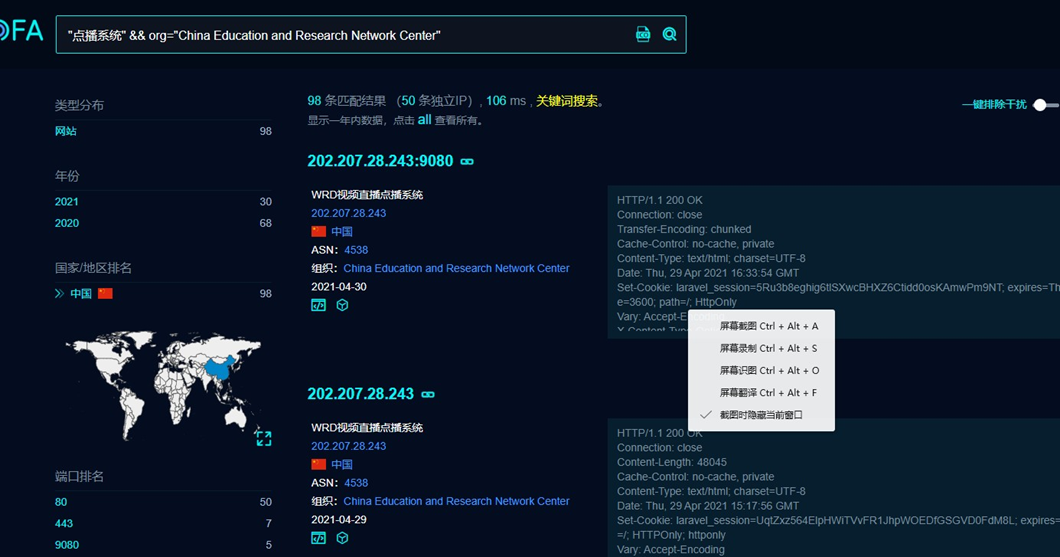 OFA
"点播系统" && org="China Education and Research Network Center"
类型分布
网站 98
年份
2021 30
2020 68
国家/地区排名
中国 98
端口排名
80 50
443 7
9080 5
98 条匹配结果 （50 条独立IP），106 ms，关键词搜索。
显示一年内数据，点击 all 查看所有。
一键排除干扰
202.207.28.243:9080
WRD视频直播点播系统
202.207.28.243
中国
ASN: 4538
组织: China Education and Research Network Center
2021-04-30
HTTP/1.1 200 OK
Connection: close
Transfer-Encoding: chunked
Cache-Control: no-cache, private
Content-Type: text/html; charset=UTF-8
Date: Thu, 29 Apr 2021 16:33:54 GMT
Set-Cookie: laravel_session=5Ru3b8eghig6tlSXwcBHXZ6Ctidd0osKAmwPm9NT; expires=Th
e=3600; path=/; HttpOnly
Vary: Accept-Encoding
屏幕截图 Ctrl + Alt + A
屏幕录制 Ctrl + Alt + S
屏幕识图 Ctrl + Alt + O
屏幕翻译 Ctrl + Alt + F
截图时隐藏当前窗口
202.207.28.243
WRD视频直播点播系统
202.207.28.243
中国
ASN: 4538
组织: China Education and Research Network Center
2021-04-29
HTTP/1.1 200 OK
Connection: close
Content-Length: 48045
Cache-Control: no-cache, private
Content-Type: text/html; charset=UTF-8
Date: Thu, 29 Apr 2021 15:17:56 GMT
Set-Cookie: laravel_session=UqtZxz564ElpHWiTVvFR1JhpWOEDfGSGVD0FdM8L; expires=
=/; HTTPOnly; httponly
Vary: Accept-Encoding